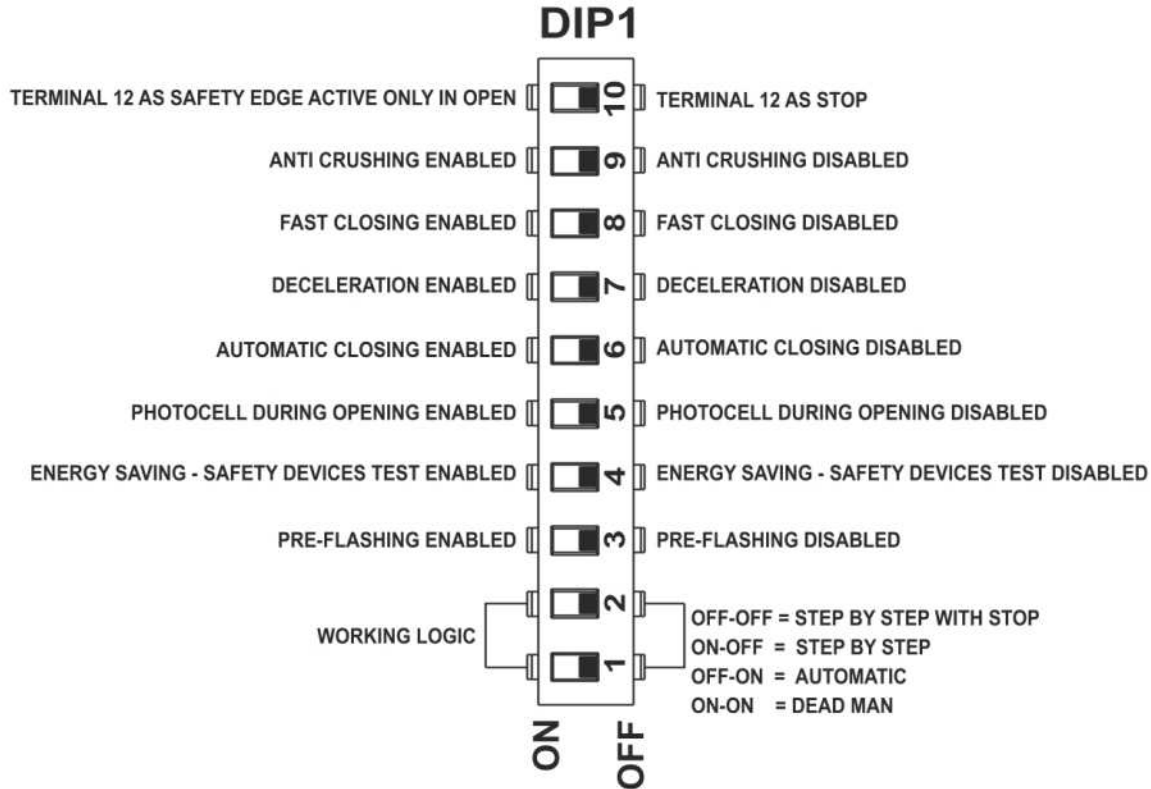 DIP1
TERMINAL 12 AS SAFETY EDGE ACTIVE ONLY IN OPEN 10 TERMINAL 12 AS STOP
ANTI CRUSHING ENABLED 9 ANTI CRUSHING DISABLED
FAST CLOSING ENABLED 8 FAST CLOSING DISABLED
DECELERATION ENABLED 7 DECELERATION DISABLED
AUTOMATIC CLOSING ENABLED 6 AUTOMATIC CLOSING DISABLED
PHOTOCELL DURING OPENING ENABLED 5 PHOTOCELL DURING OPENING DISABLED
ENERGY SAVING - SAFETY DEVICES TEST ENABLED 4 ENERGY SAVING - SAFETY DEVICES TEST DISABLED
PRE-FLASHING ENABLED 3 PRE-FLASHING DISABLED
2
WORKING LOGIC
1
OFF-OFF = STEP BY STEP WITH STOP
ON-OFF = STEP BY STEP
OFF-ON = AUTOMATIC
ON-ON = DEAD MAN
ON OFF